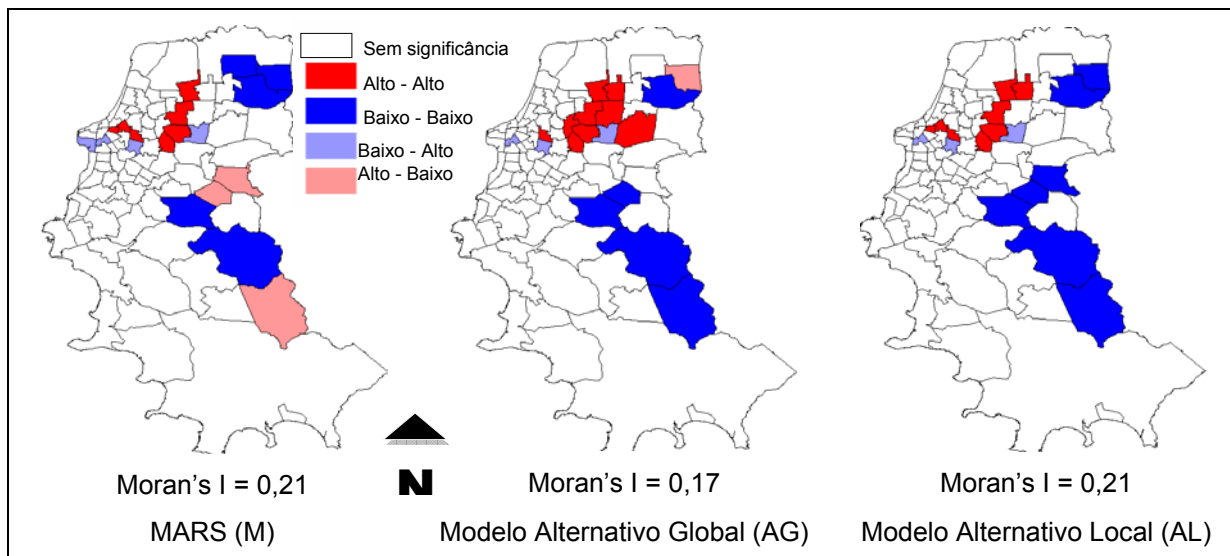 Sem significância
Alto - Alto
Baixo - Baixo
Baixo - Alto
Alto - Baixo
N
Moran's I = 0,21
Moran's I = 0,17
Moran's I = 0,21
MARS (M)
Modelo Alternativo Global (AG)
Modelo Alternativo Local (AL)